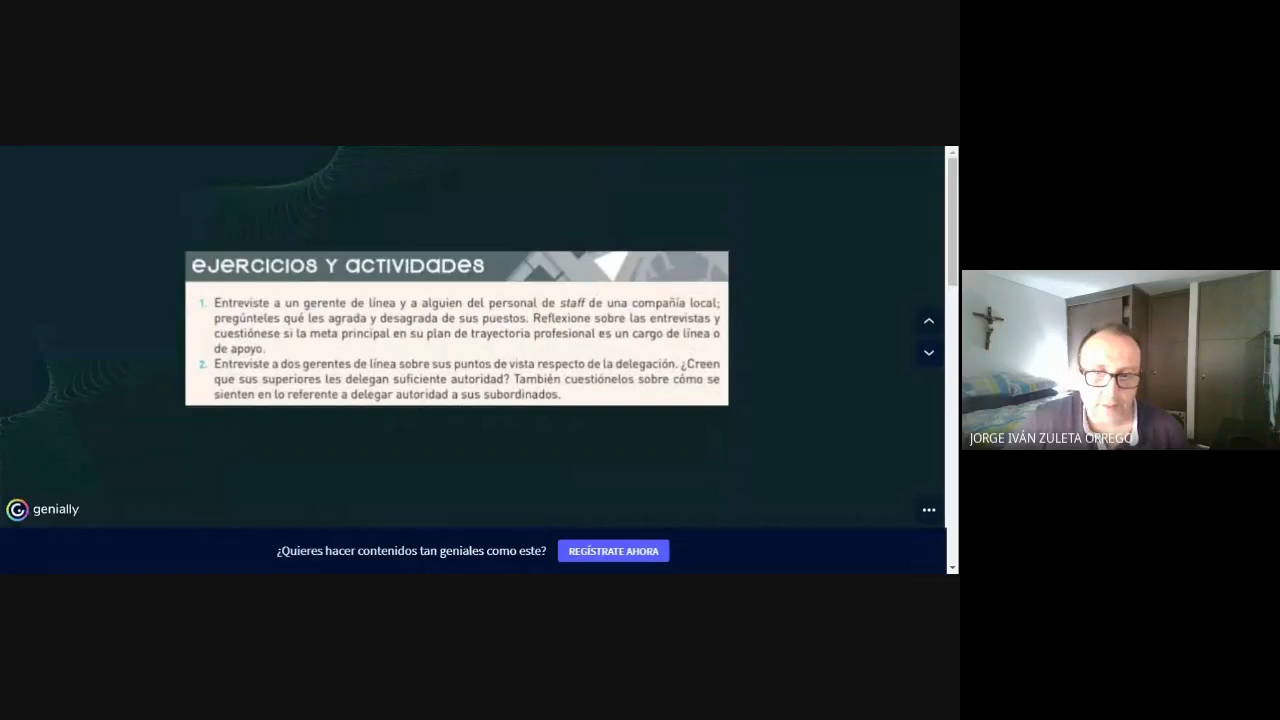 EJERCICIOS Y ACTIVIDADES
1. Entreviste a un gerente de línea y a alguien del personal de staff de una compañía local;
pregúnteles qué les agrada y desagrada de sus puestos. Reflexione sobre las entrevistas y
cuestiónese si la meta principal en su plan de trayectoria profesional es un cargo de línea o
de apoyo.
2. Entreviste a dos gerentes de línea sobre sus puntos de vista respecto de la delegación. ¿Creen
que sus superiores les delegan suficiente autoridad? También cuestiónelos sobre cómo se
sienten en lo referente a delegar autoridad a sus subordinados.
JORGE IVÁN ZULETA ORREGO
genially
¿Quieres hacer contenidos tan geniales como este?
REGÍSTRATE AHORA